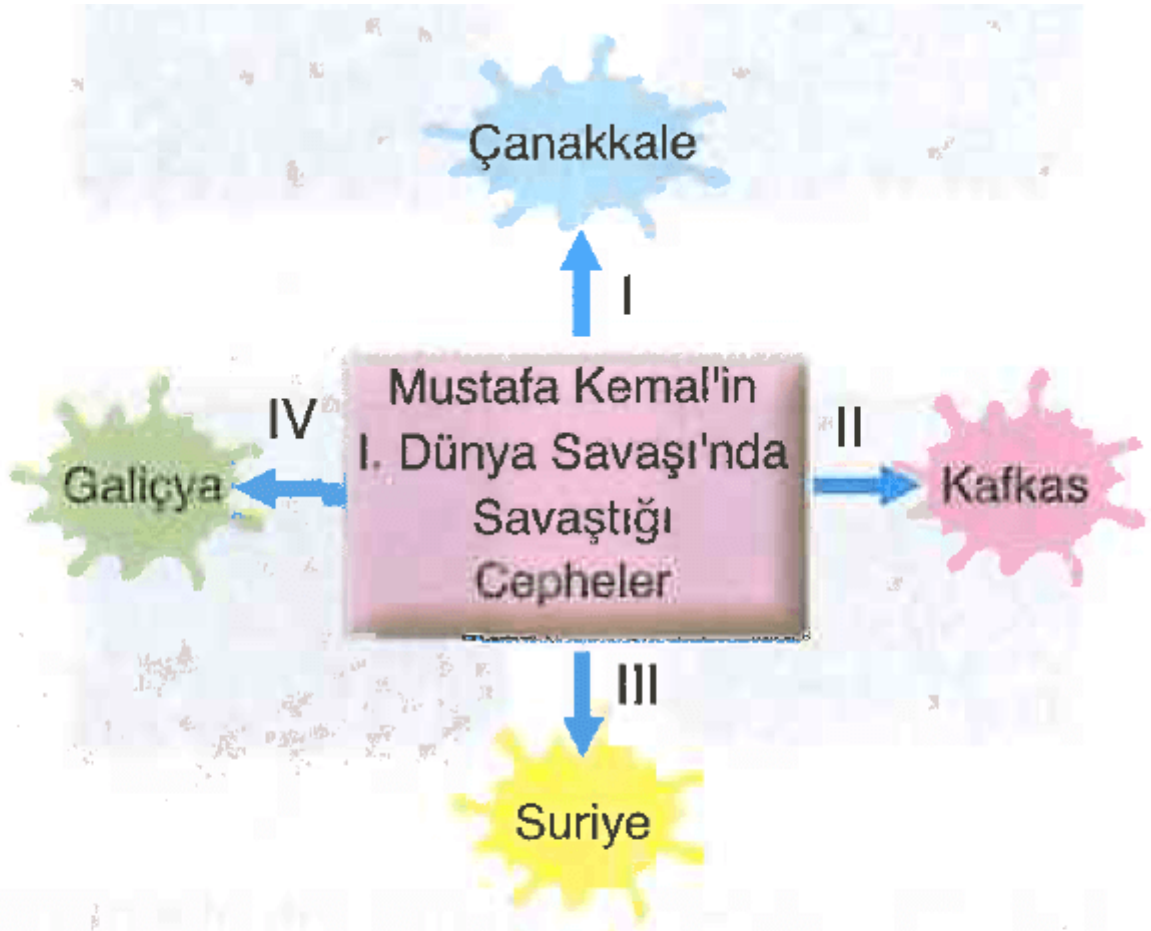 Çanakkale
I
Mustafa Kemal'in
I. Dünya Savaşı'nda
Savaştığı
Cepheler
IV
Galiçya
II
Kafkas
III
Suriye